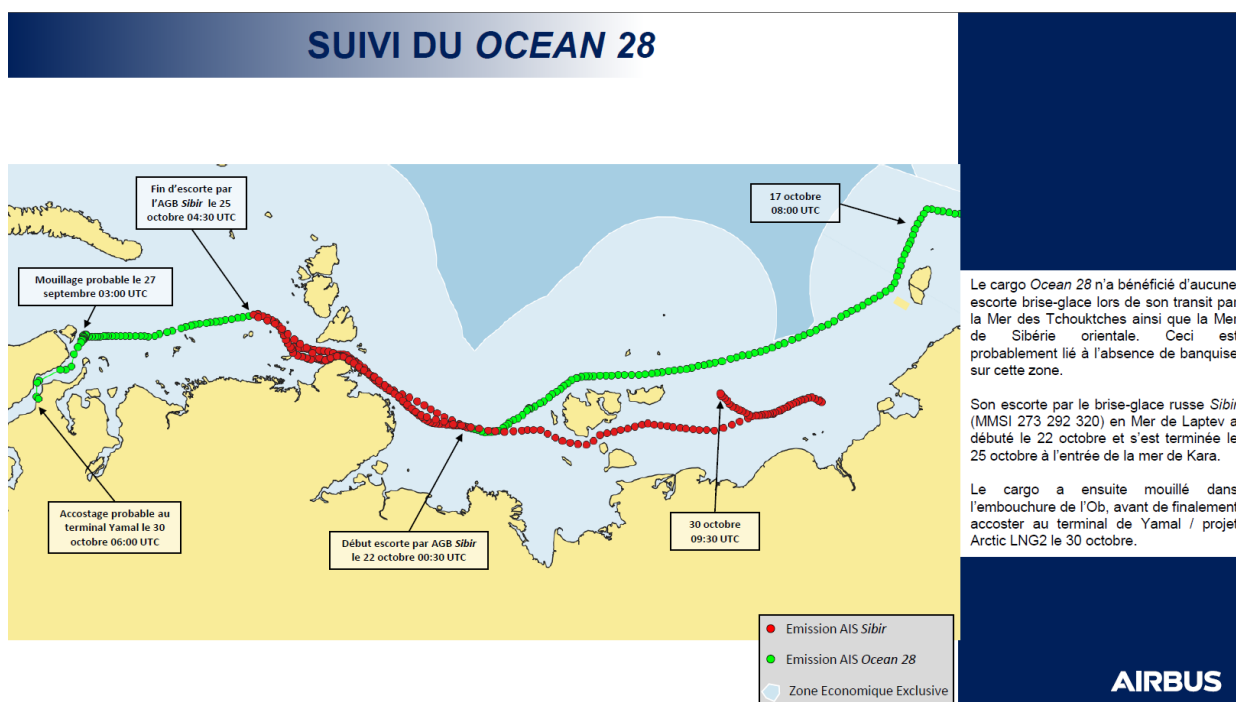 SUIVI DU OCEAN 28
Fin d'escorte par
l'AGB Sibir le 25
octobre 04:30 UTC
17 octobre
08:00 UTC
Mouillage probable le 27
septembre 03:00 UTC
Accostage probable au
terminal Yamal le 30
octobre 06:00 UTC
Début escorte par AGB Sibir
le 22 octobre 00:30 UTC
30 octobre
09:30 UTC
Emission AIS Sibir
Emission AIS Ocean 28
Zone Economique Exclusive
Le cargo Ocean 28 n'a bénéficié d'aucune
escorte brise-glace lors de son transit par
la Mer des Tchouktches ainsi que la Mer
de Sibérie orientale. Ceci est
probablement lié à l'absence de banquise
sur cette zone.
Son escorte par le brise-glace russe Sibir
(MMSI 273 292 320) en Mer de Laptev a
débuté le 22 octobre et s'est terminée le
25 octobre à l'entrée de la mer de Kara.
Le cargo a ensuite mouillé dans
l'embouchure de l'Ob, avant de finalement
accoster au terminal de Yamal / projet
Arctic LNG2 le 30 octobre.
AIRBUS